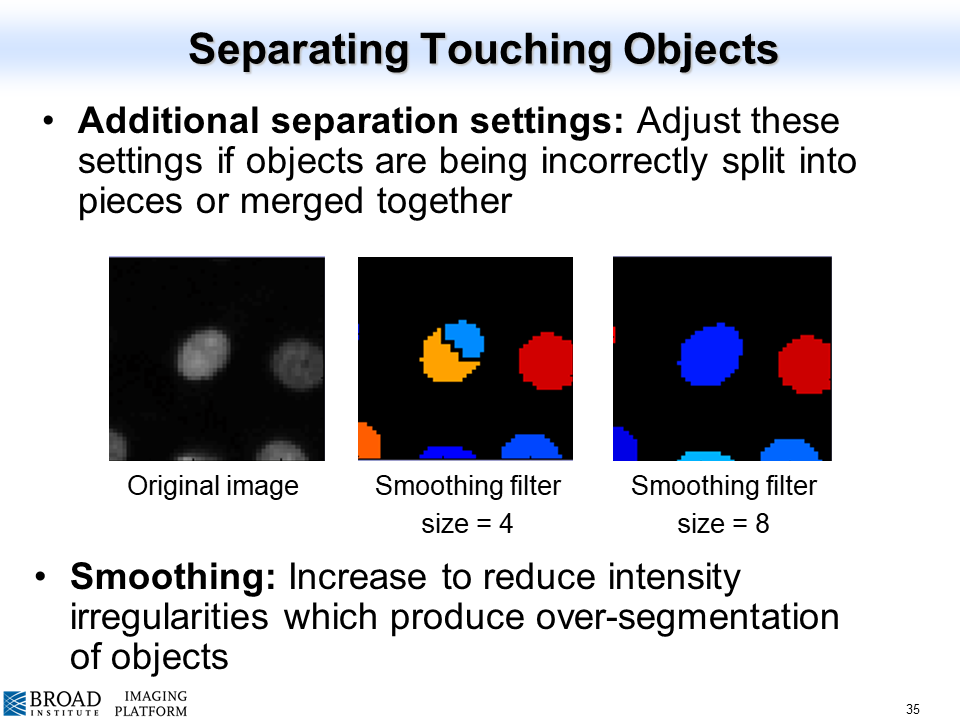 Separating Touching Objects
• Additional separation settings: Adjust these
settings if objects are being incorrectly split into
pieces or merged together
Original image
Smoothing filter
size = 4
Smoothing filter
size = 8
• Smoothing: Increase to reduce intensity
irregularities which produce over-segmentation
of objects
BROAD
INSTITUTE
IMAGING
PLATFORM
35